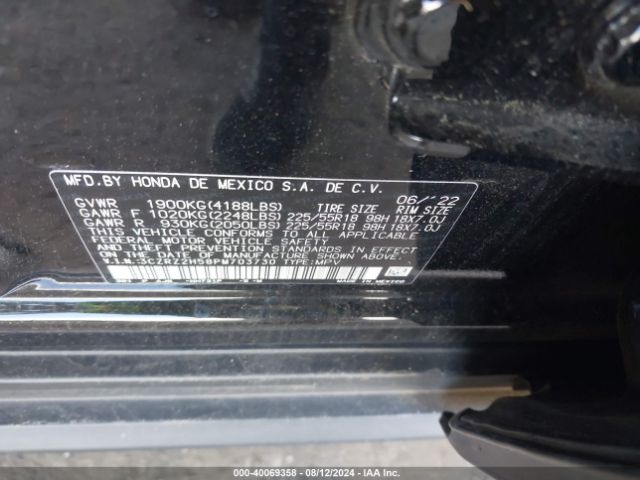 MFD.BY HONDA DE MEXICO S.A. DE C.V.
06/'22
GVWR 1900KG(4188LBS) TIRE SIZE RIM SIZE
GAWR F 1020KG(2248LBS) 225/55R18 98H 18X7.0J
GAWR R 930KG(2050LBS) 225/55R18 98H 18X7.0J
THIS VEHICLE CONFORMS TO ALL APPLICABLE
FEDERAL MOTOR VEHICLE SAFETY
AND THEFT PREVENTION STANDARDS IN EFFECT
ON THE DATE OF MANUFACTURE SHOWN ABOVE.
TYPE:MPV
MADE IN MEXICO
000-40069358 - 08/12/2024 - IAA Inc.